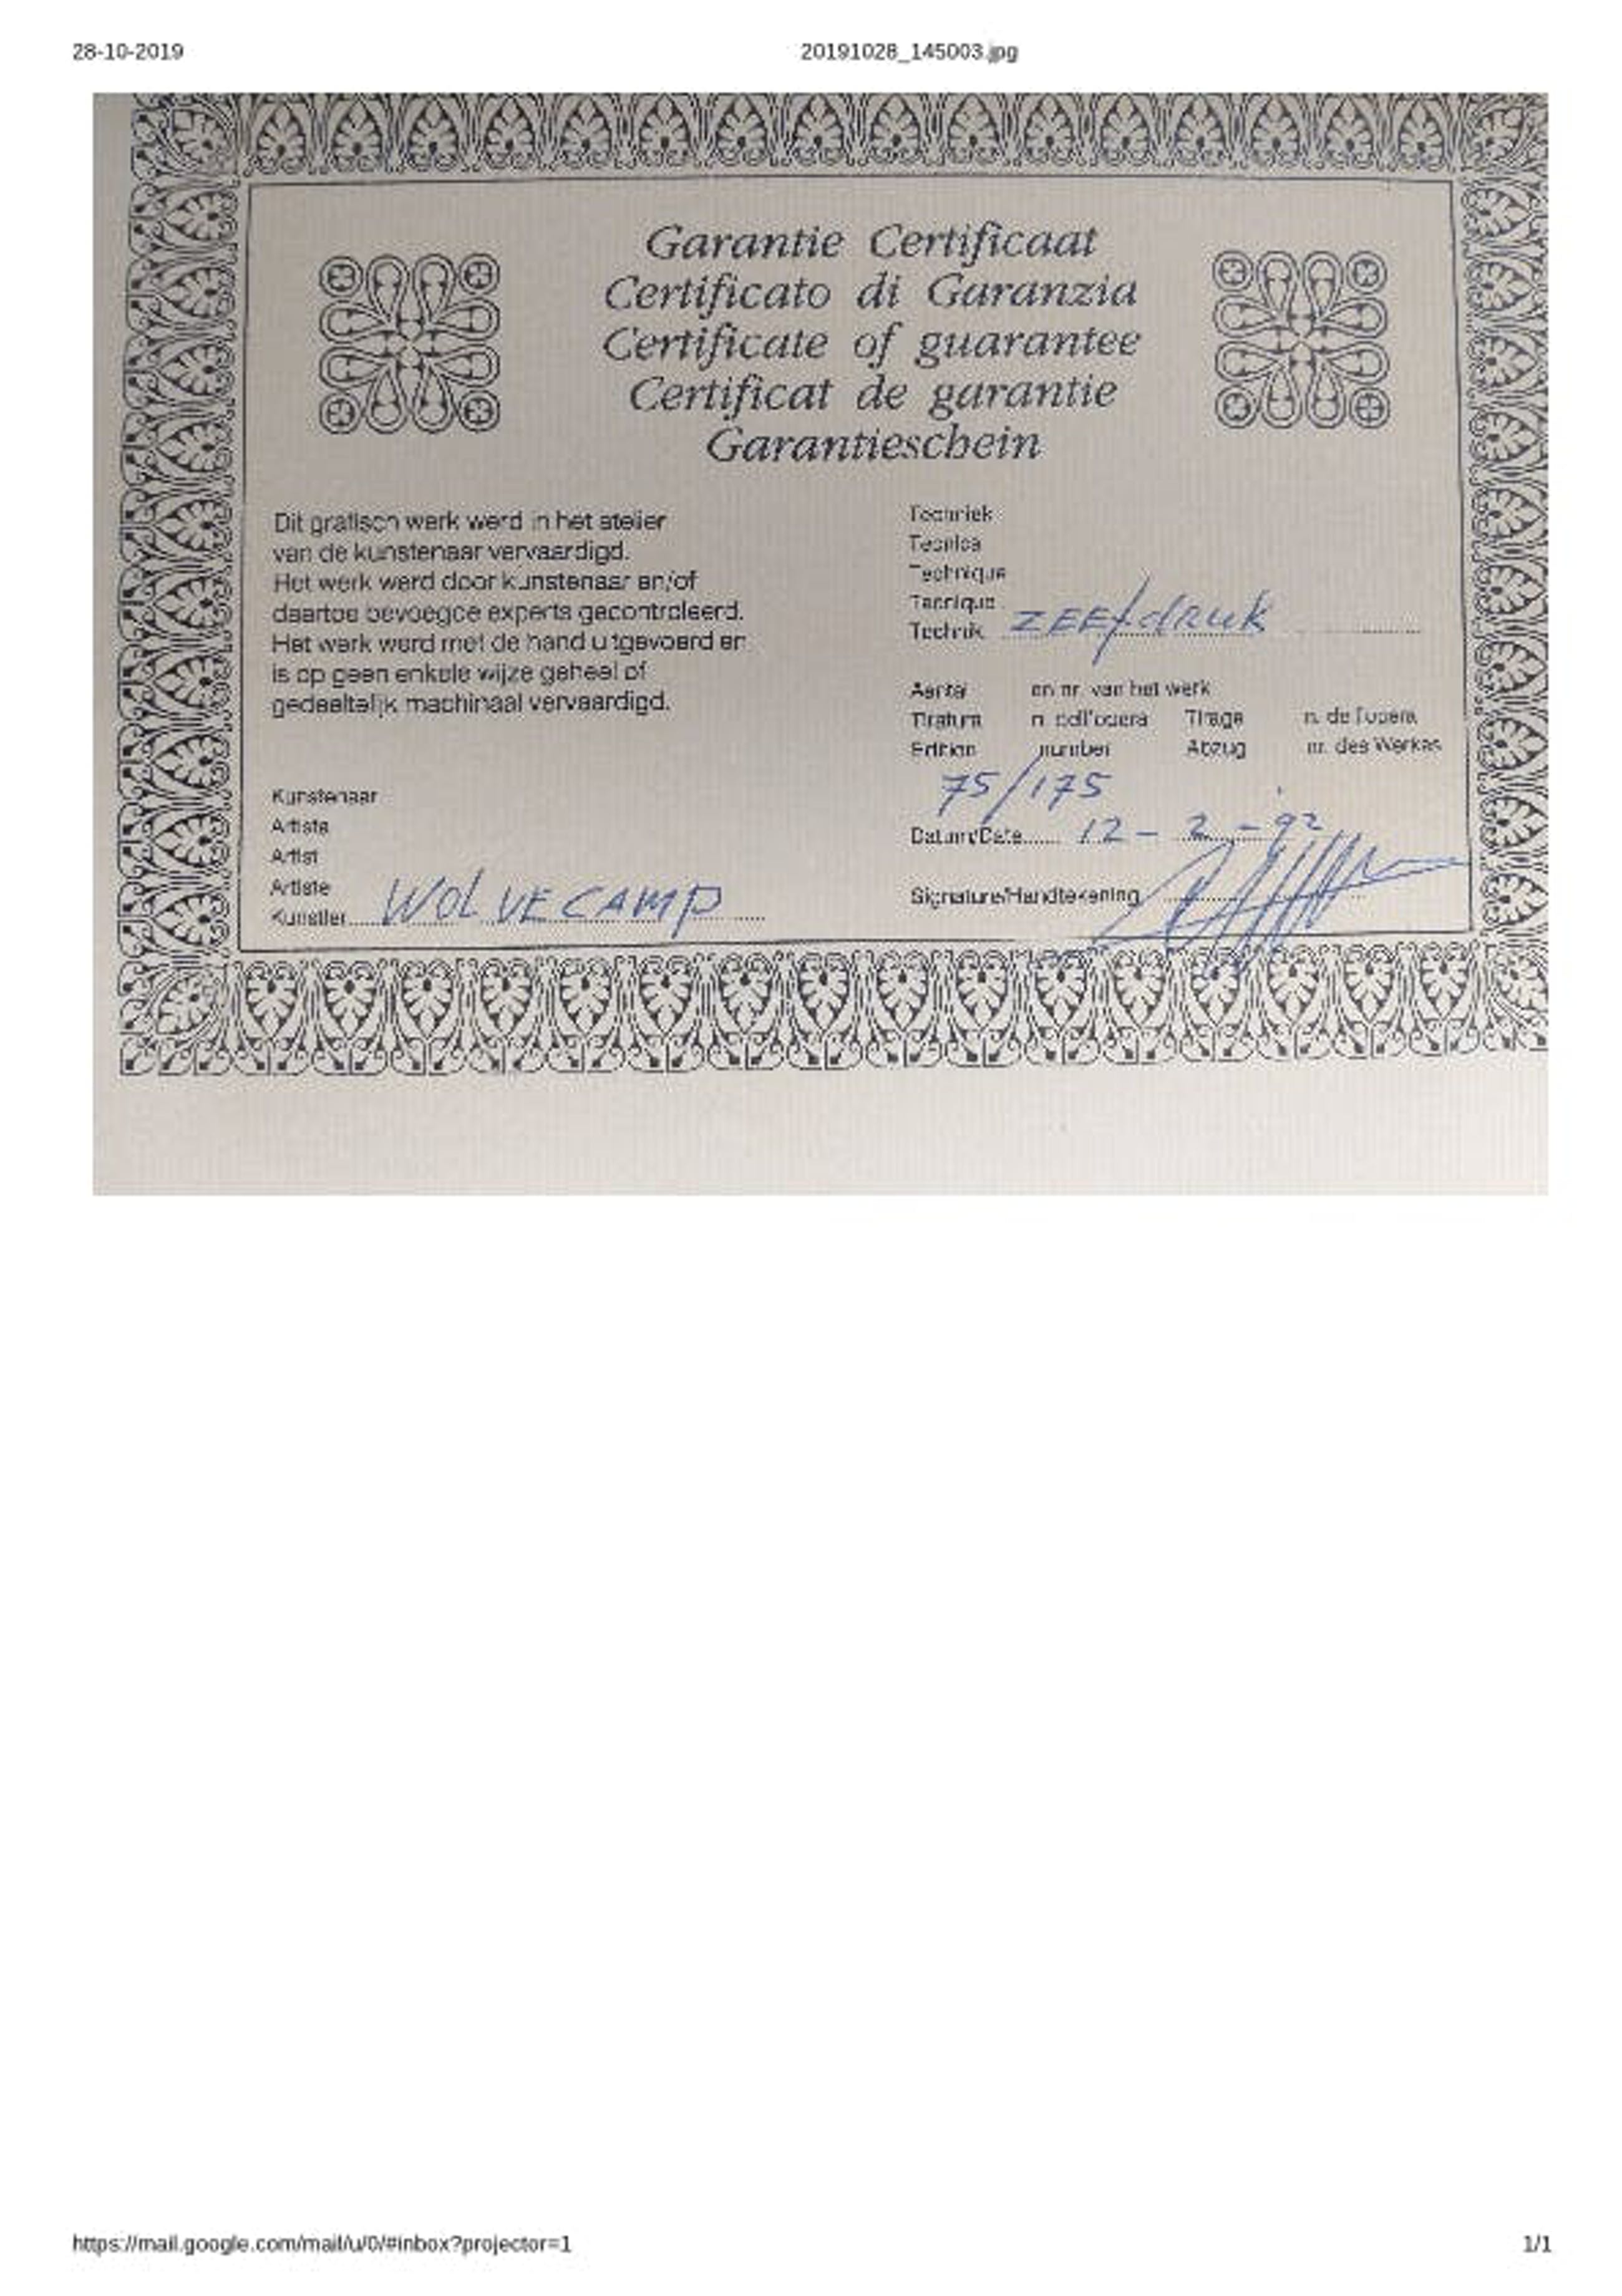 28-10-2019 20191028_145003.jpg
Garantie Certificaat
Certificato di Garanzia
Certificate of guarantee
Certificat de garantie
Garantieschein
Dit grafisch werk werd in het atelier
van de kunstenaar vervaardigd.
Het werk werd door kunstenaar en/of
daartoe bevoegde experts gecontroleerd.
Het werk werd met de hand uitgevoerd en
is op geen enkele wijze geheel of
gedeeltelijk machinaal vervaardigd.
Kunstenaar
Artista
Artist
Artiste
Künstler WOLVECAMP
Techniek
Tecnica
Technique
Tecnique
Technik ZEEfdRUK
Aantal en nr. van het werk
Tiratura n. dell'opera Tirage n. de l'opera
Edition number Abzug nr. des Werkes
75/175
Datum/Date 12 - 2 - 92
Signature/Handtekening
https://mail.google.com/mail/u/0/#inbox?projector=1 1/1